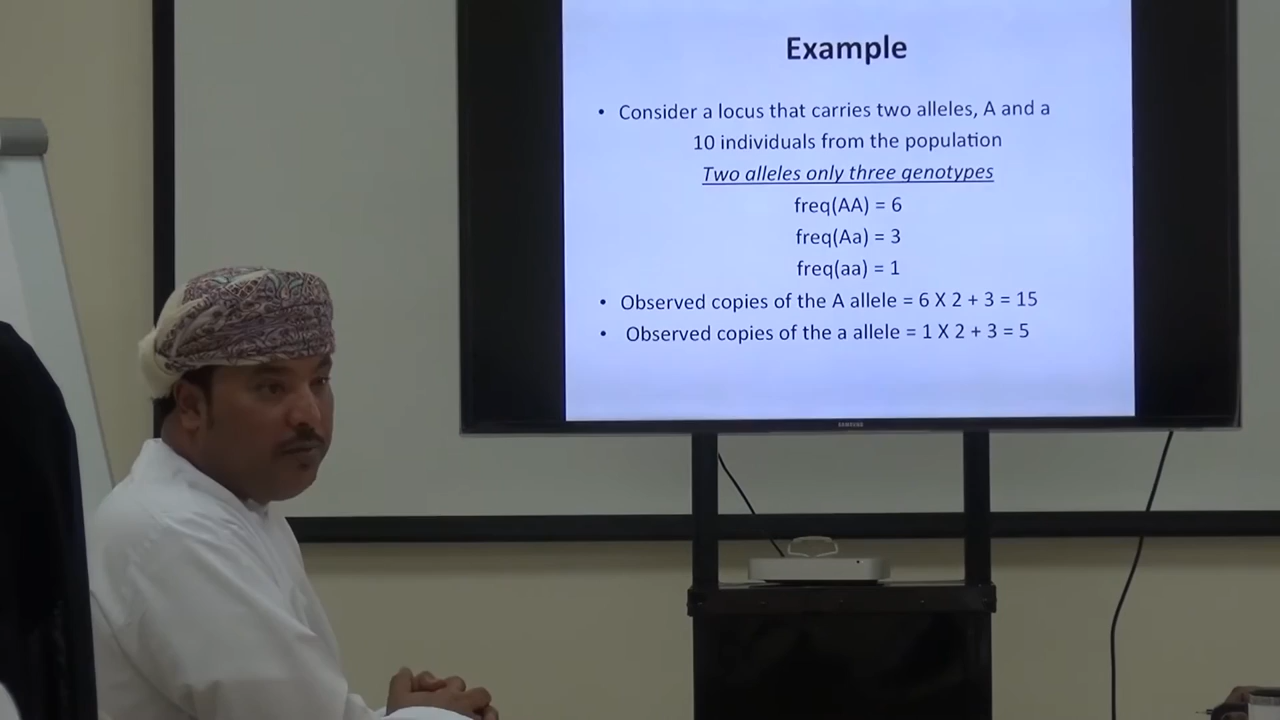 Example
• Consider a locus that carries two alleles, A and a
10 individuals from the population
Two alleles only three genotypes
freq(AA) = 6
freq(Aa) = 3
freq(aa) = 1
• Observed copies of the A allele = 6 X 2 + 3 = 15
• Observed copies of the a allele = 1 X 2 + 3 = 5
SAMSUNG